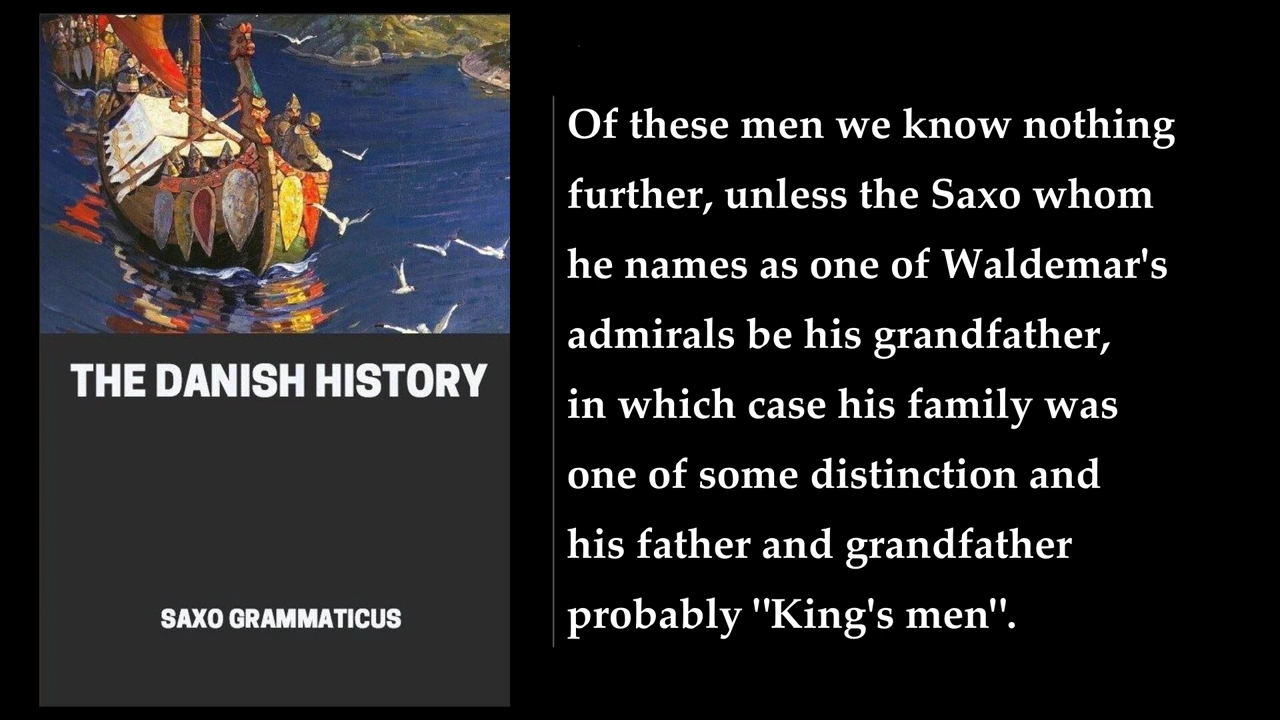 THE DANISH HISTORY
SAXO GRAMMATICUS
Of these men we know nothing
further, unless the Saxo whom
he names as one of Waldemar's
admirals be his grandfather,
in which case his family was
one of some distinction and
his father and grandfather
probably "King's men".